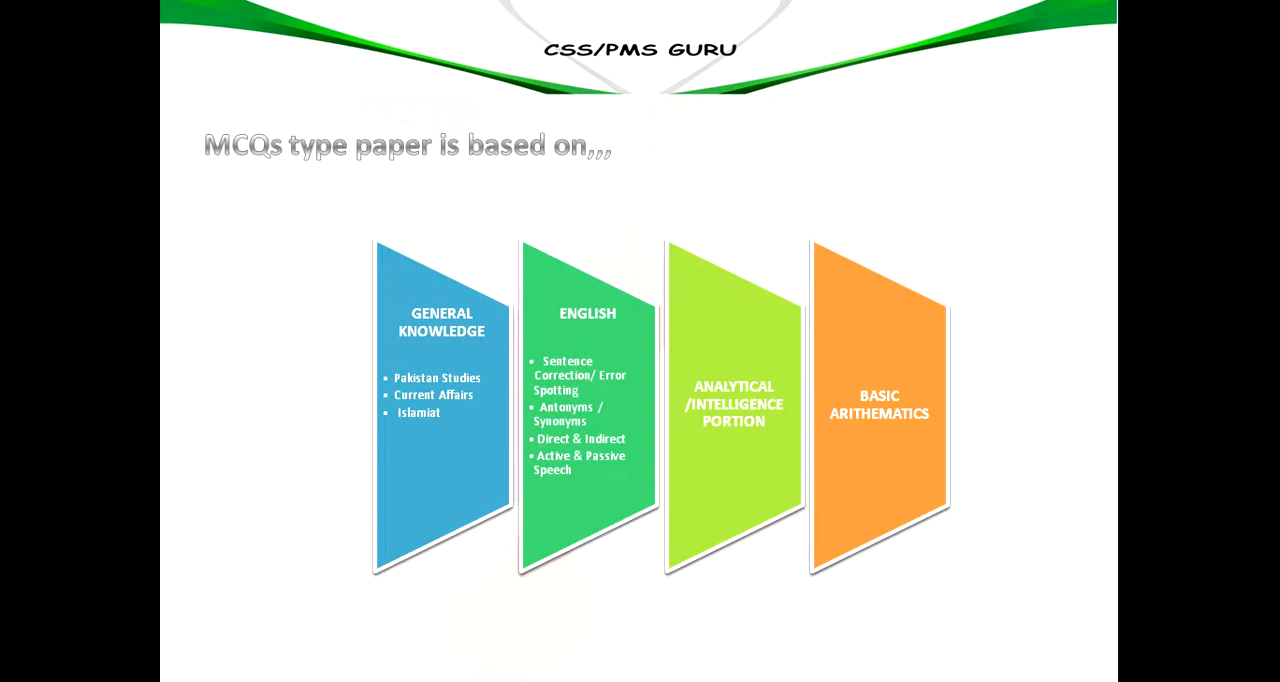 CSS/PMS GURU
MCQs type paper is based on,,,
GENERAL
KNOWLEDGE
• Pakistan Studies
• Current Affairs
• Islamiat
ENGLISH
• Sentence
Correction/ Error
Spotting
• Antonyms /
Synonyms
• Direct & Indirect
• Active & Passive
Speech
ANALYTICAL
/INTELLIGENCE
PORTION
BASIC
ARITHEMATICS